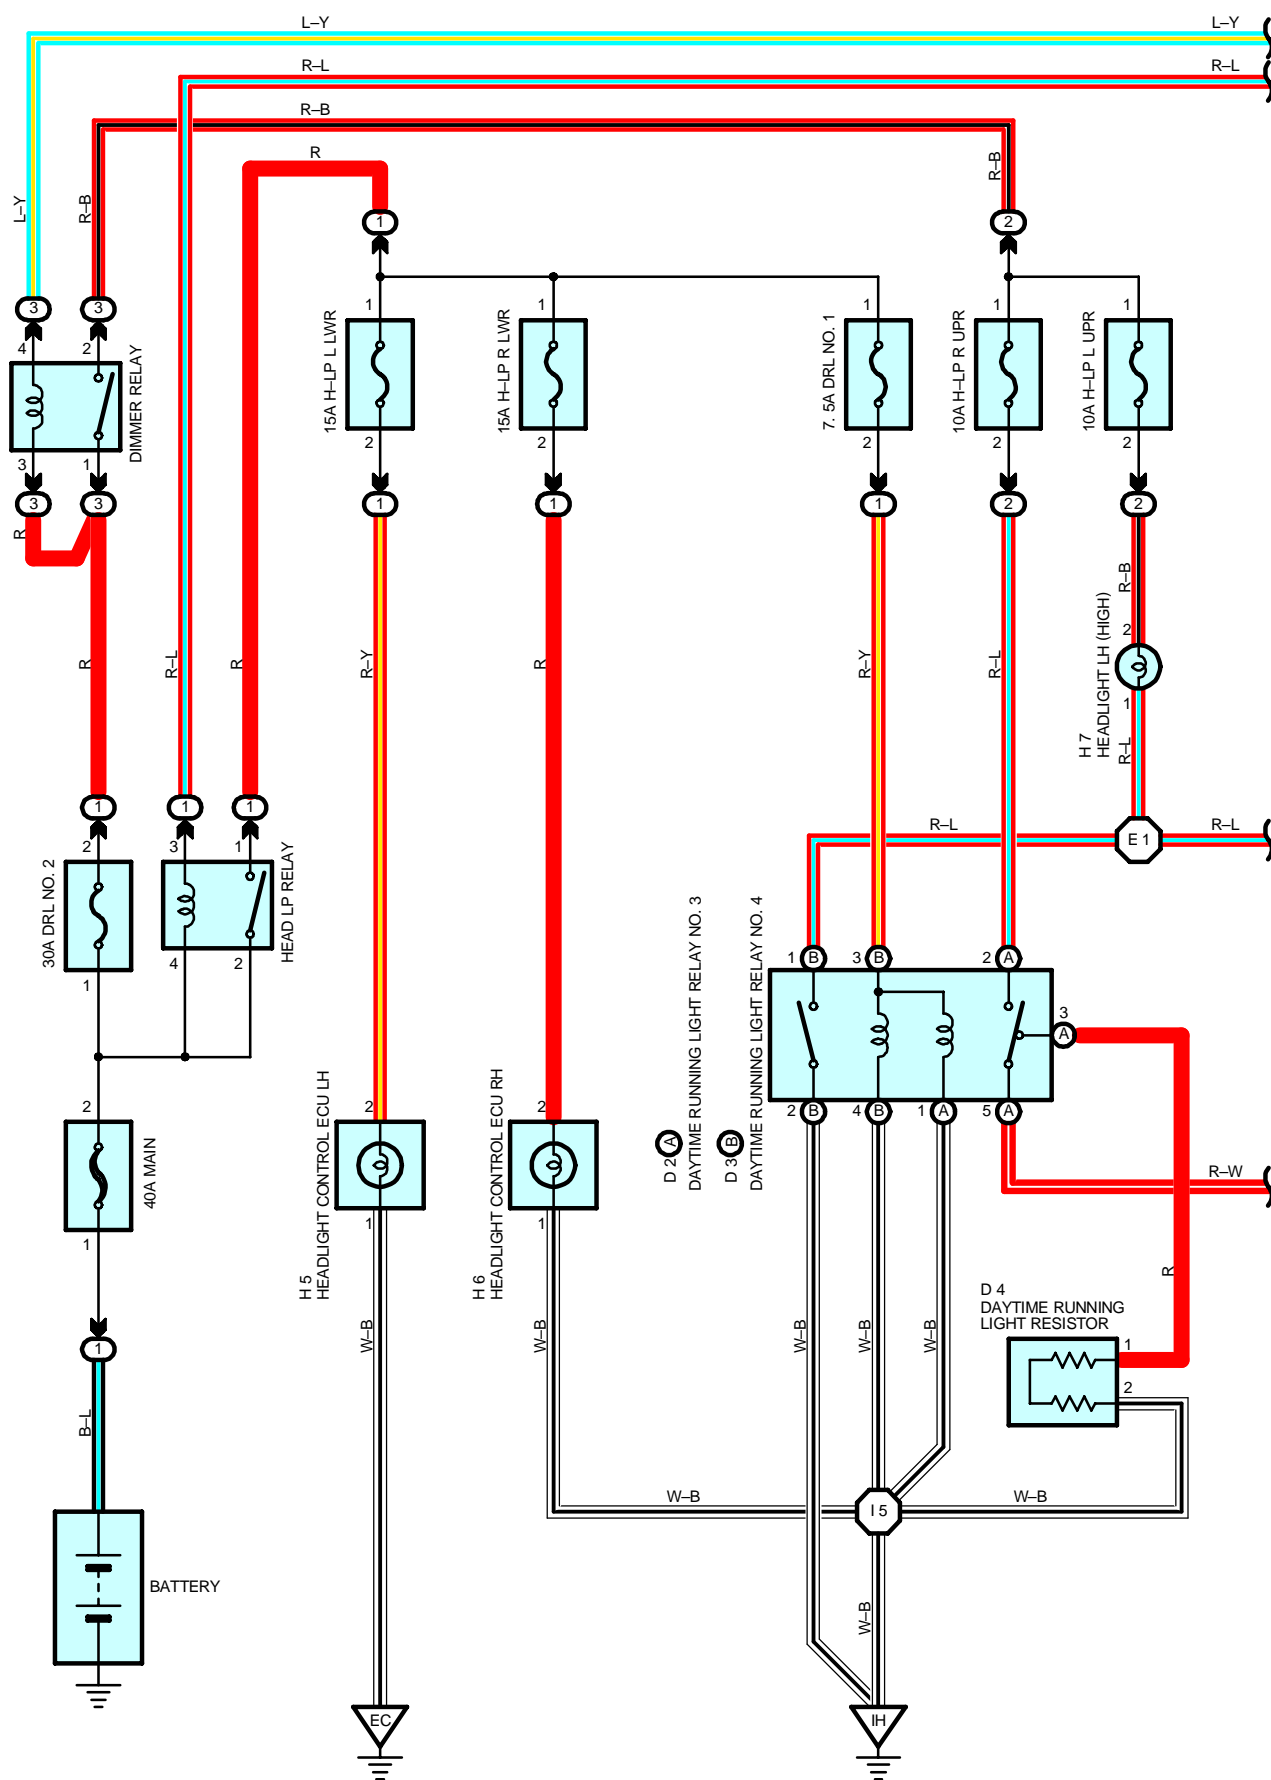 L–Y
L–Y
R–L
R–L
R–B
R
L–Y
R–B
R–B
1
2
3
3
4
2
DIMMER RELAY
3
1
3
3
R
1
15A H–LP L LWR
2
1
15A H–LP R LWR
2
1
7. 5A DRL NO. 1
2
1
10A H–LP R UPR
2
1
10A H–LP L UPR
2
1
1
1
2
2
R
R–L
R
R–Y
R
R–Y
R–L
R–B
2
H 7
HEADLIGHT LH (HIGH)
1
R–L
1
1
1
2
3
1
30A DRL NO. 2
HEAD LP RELAY
1
4
2
R–L
E 1
R–L
D 2 A
DAYTIME RUNNING LIGHT RELAY NO. 3
D 3 B
DAYTIME RUNNING LIGHT RELAY NO. 4
1 B
3 B
2 A
3
A
2 B
4 B
1 A
5 A
R–W
2
40A MAIN
1
2
H 5
HEADLIGHT CONTROL ECU LH
1
2
H 6
HEADLIGHT CONTROL ECU RH
1
R
D 4
DAYTIME RUNNING
LIGHT RESISTOR
1
2
1
W–B
W–B
W–B
W–B
W–B
B–L
W–B
I 5
W–B
BATTERY
W–B
EC
IH